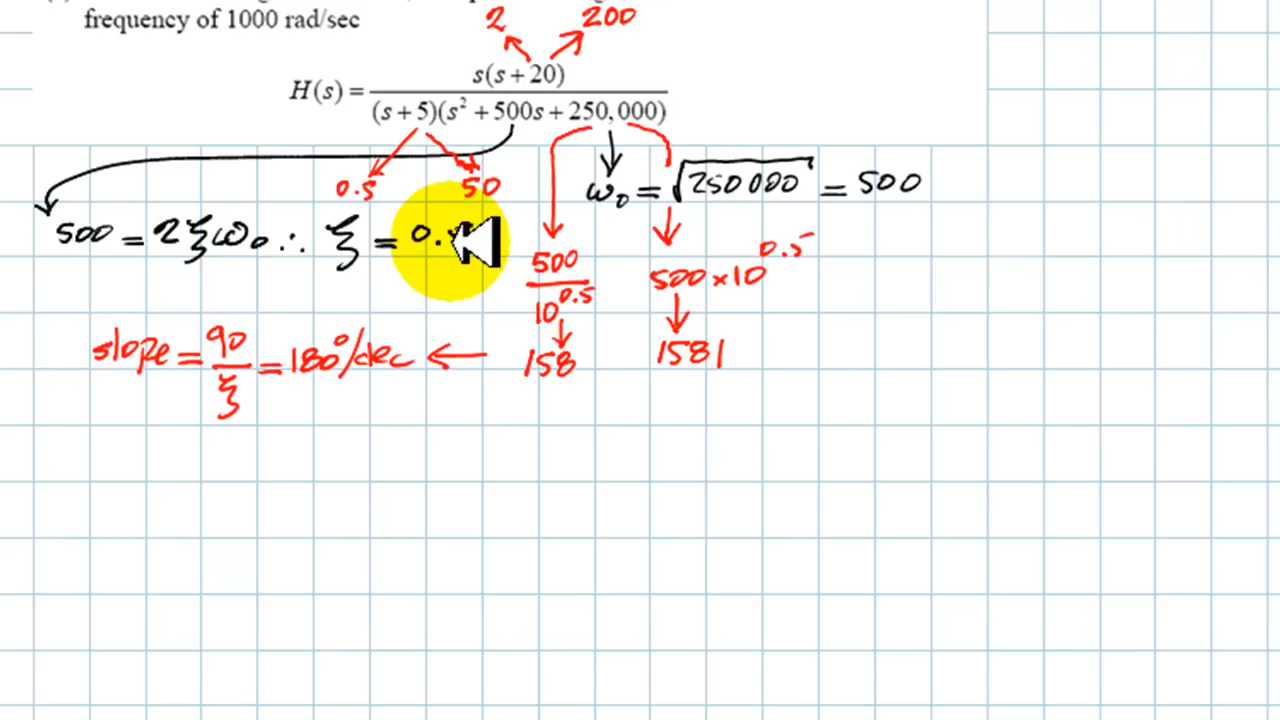 frequency of 1000 rad/sec
2 200
H(s) = s(s+20) / (s+5)(s² + 500s + 250,000)
0.5 50
ω₀ = √250000 = 500
500 = 2ξω₀ ∴ ξ = 0.
500 / 10^0.5
500 × 10^0.5
slope = 90 / ξ = 180°/dec ← 158
1581